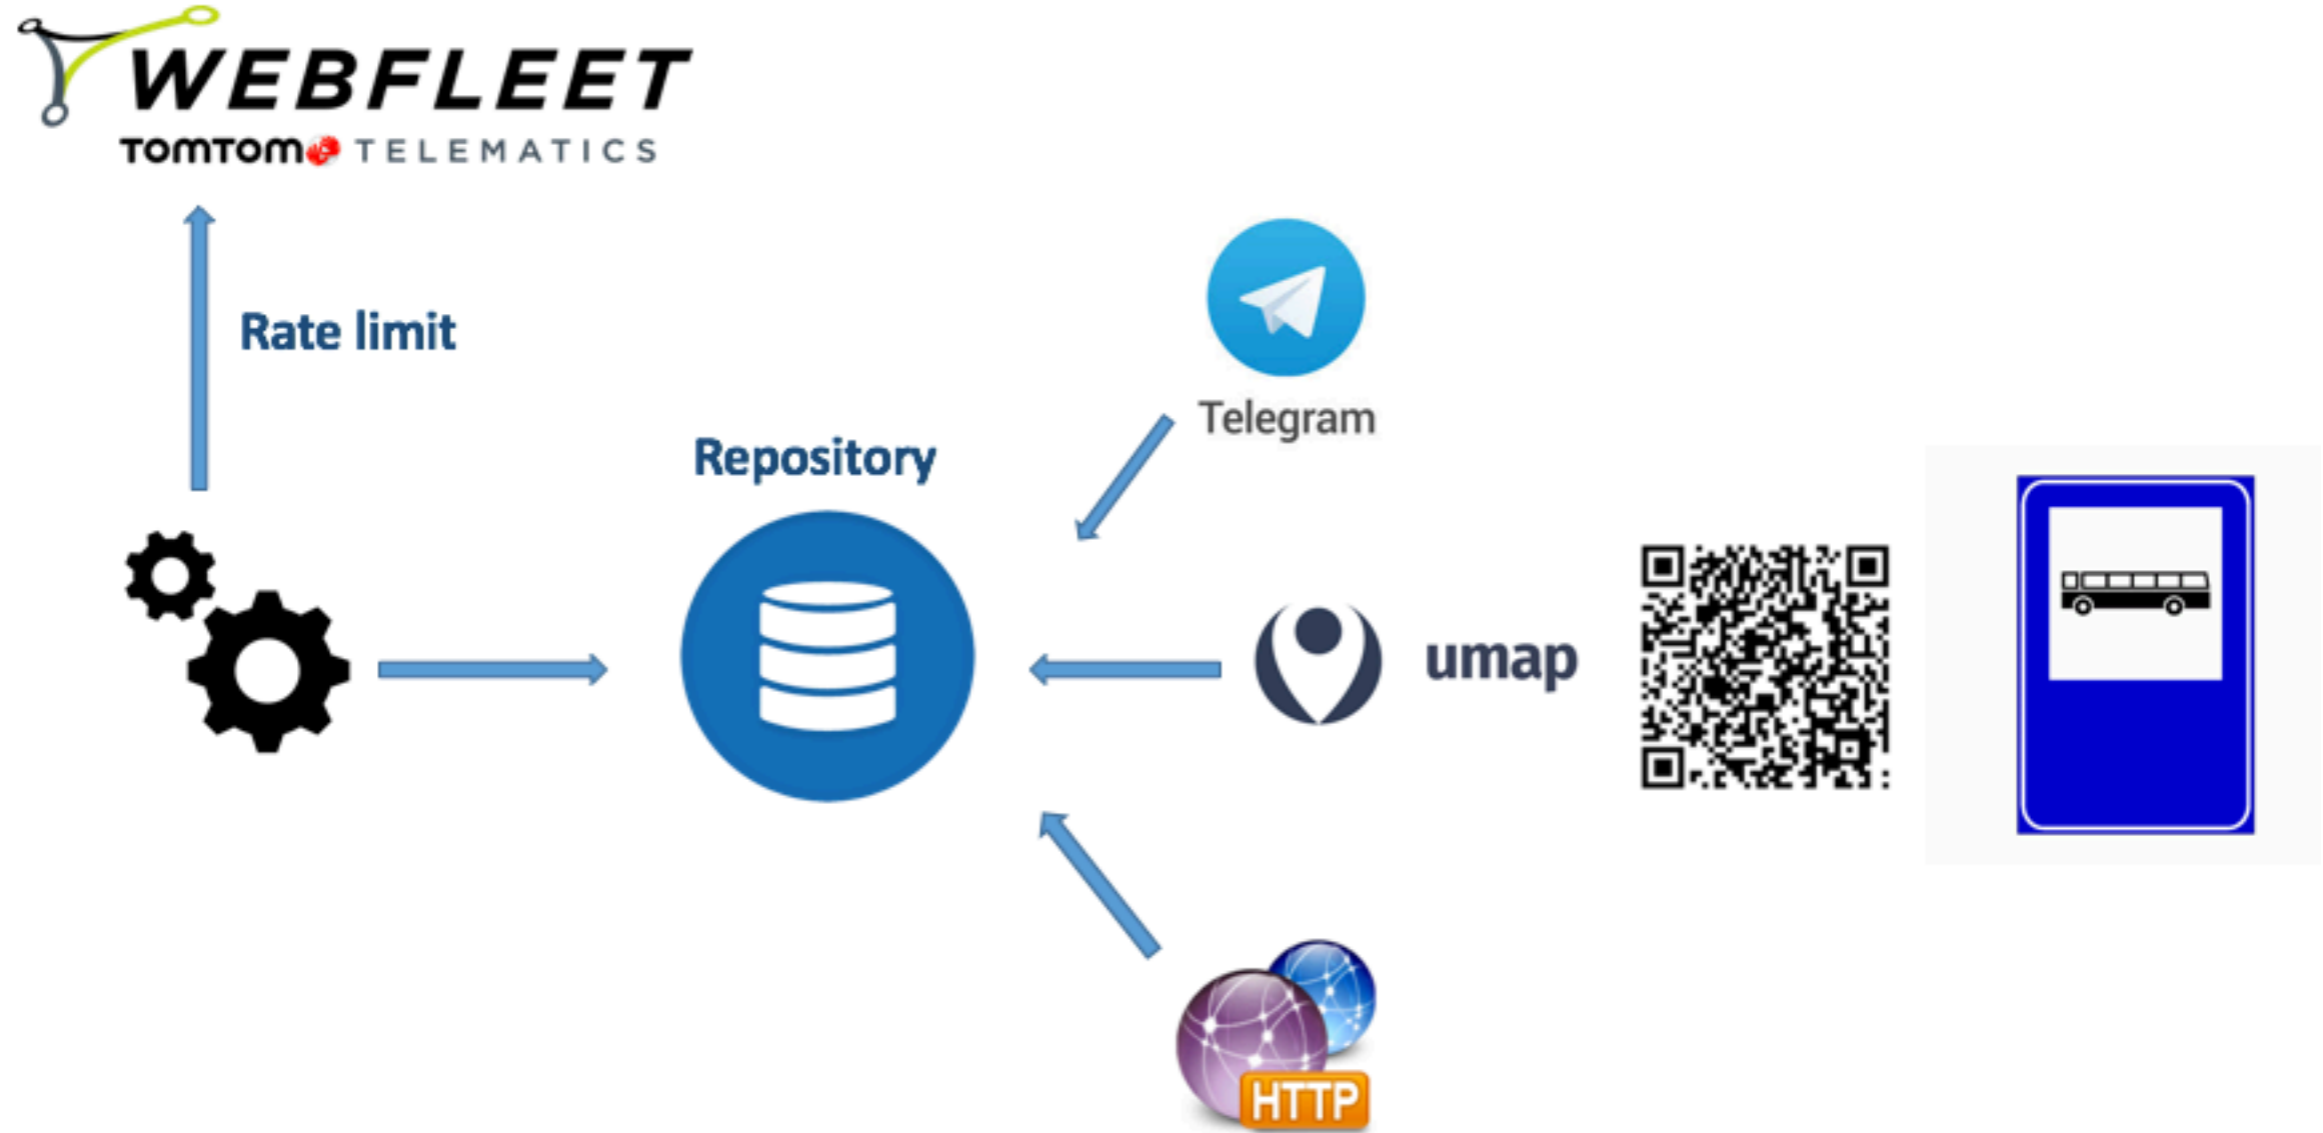 WEBFLEET
TOMTOM TELEMATICS
Rate limit
Telegram
Repository
umap
HTTP